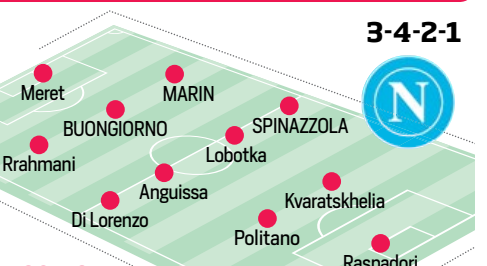 3-4-2-1
N
Meret
MARIN
BUONGIORNO
SPINAZZOLA
Rrahmani
Lobotka
Anguissa
Kvaratskhelia
Di Lorenzo
Politano
Raspadori